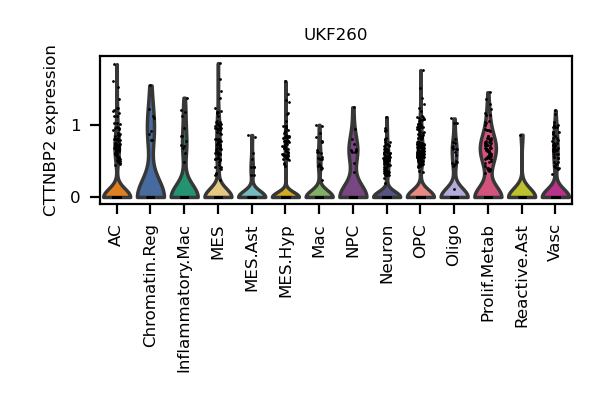 UKF260
CTTNBP2 expression
1
0
AC
Chromatin.Reg
Inflammatory.Mac
MES
MES.Ast
MES.Hyp
Mac
NPC
Neuron
OPC
Oligo
Prolif.Metab
Reactive.Ast
Vasc